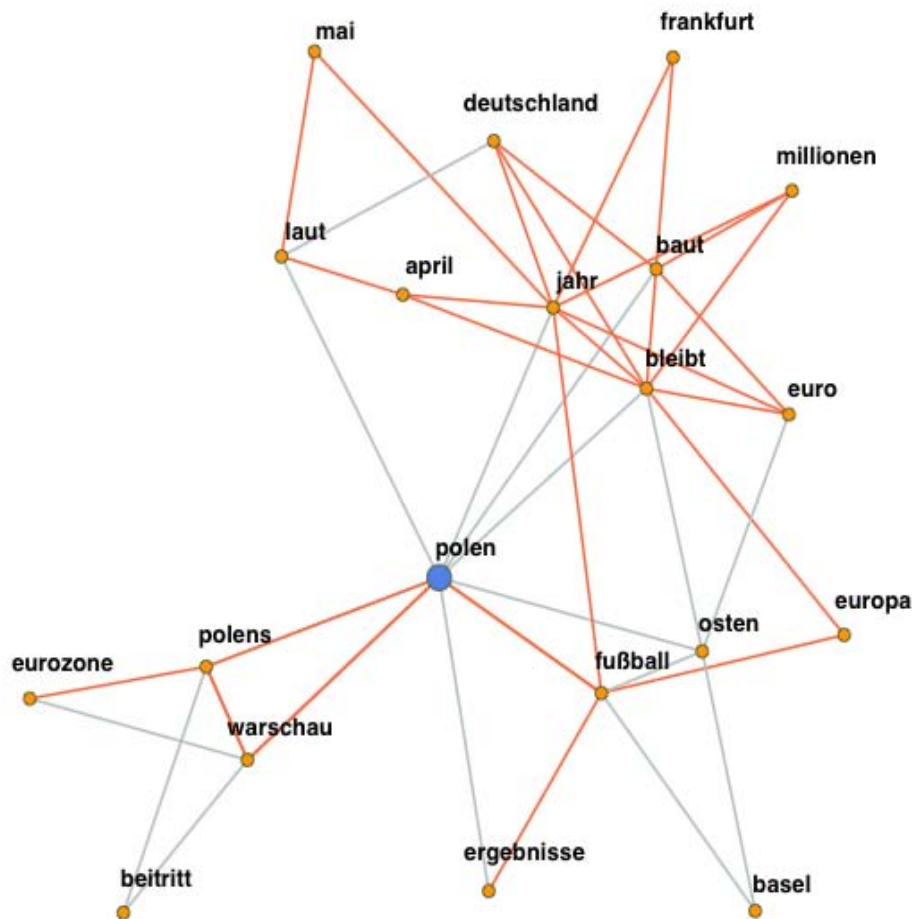 mai
frankfurt
deutschland
millionen
laut
baut
april
jahr
bleibt
euro
polen
europa
osten
polens
fußball
eurozone
warschau
ergebnisse
beitritt
basel